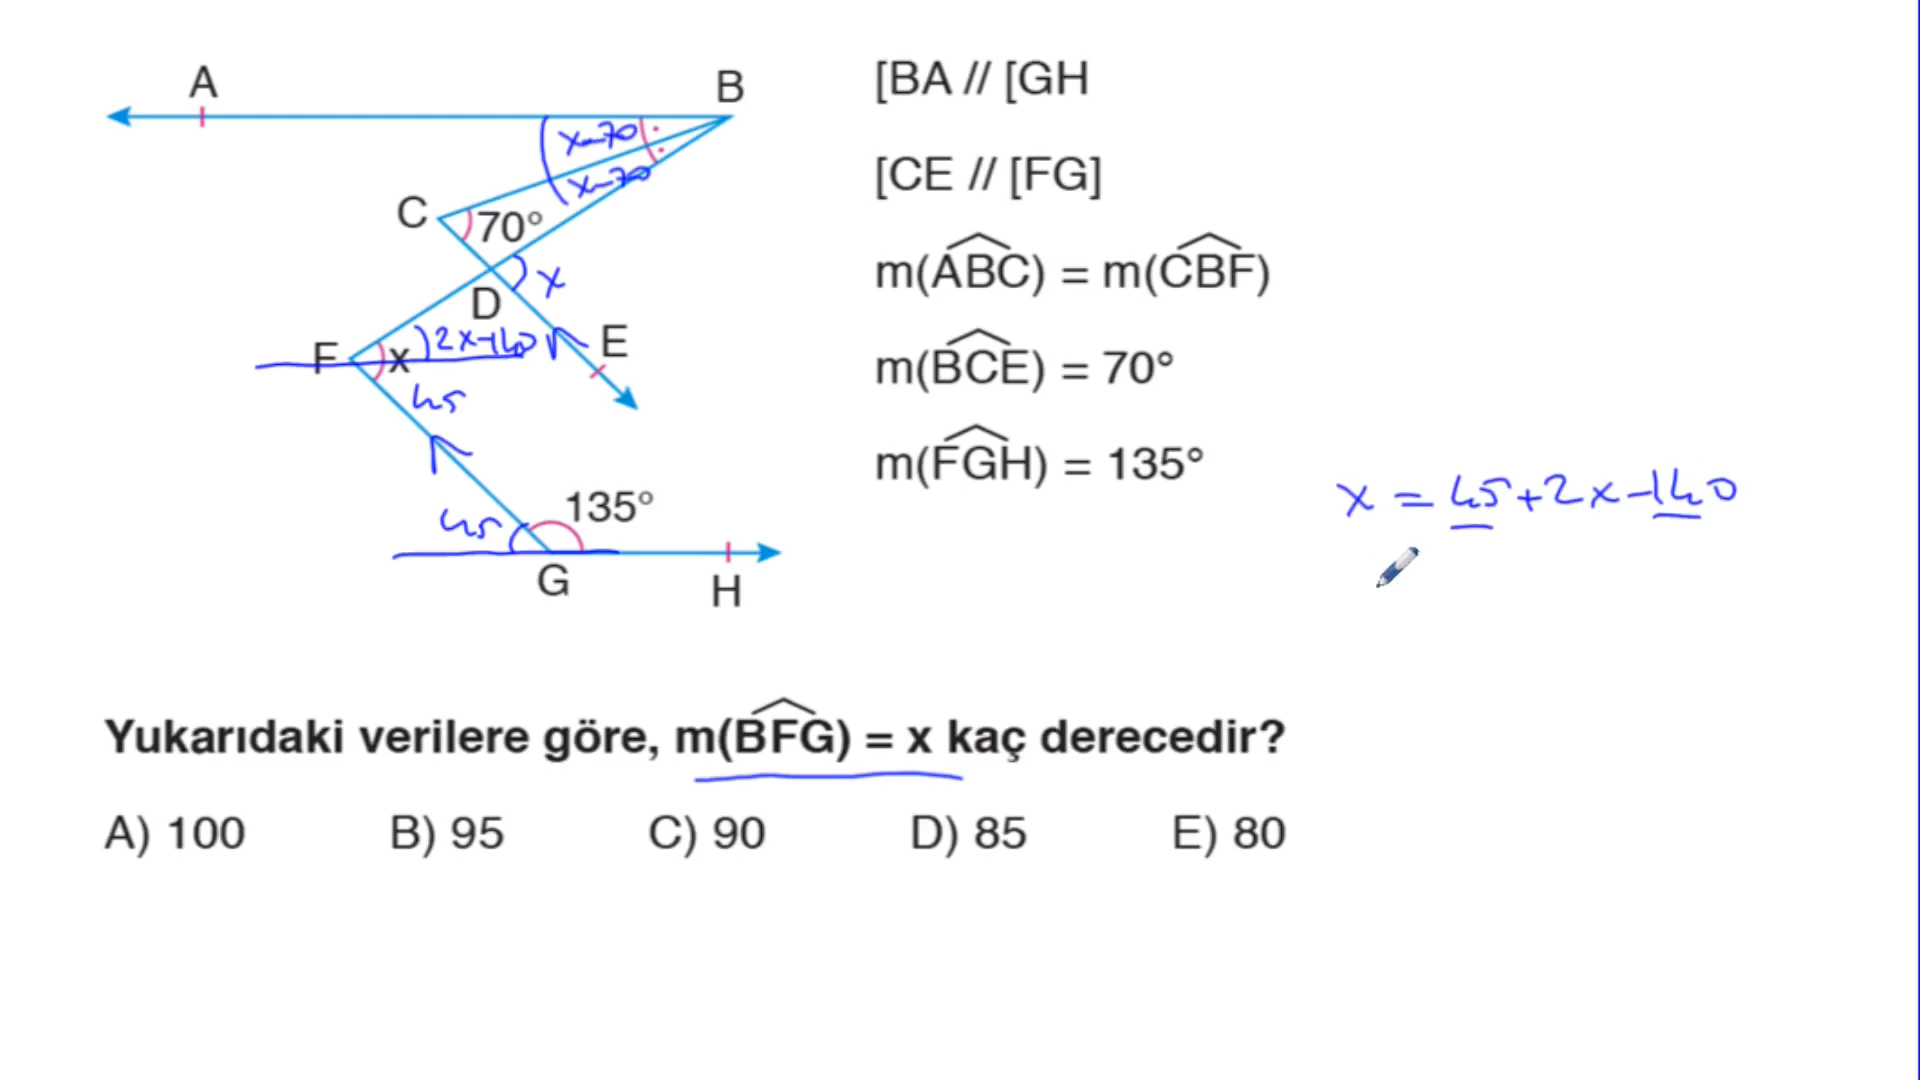 A
B
[BA // [GH
x-70
x-70
[CE // [FG]
C
70°
m(ABC) = m(CBF)
x
D
F
x
2x-140
E
m(BCE) = 70°
45
m(FGH) = 135°
x = 45+2x-140
45
135°
G
H
Yukarıdaki verilere göre, m(BFG) = x kaç derecedir?
A) 100 B) 95 C) 90 D) 85 E) 80